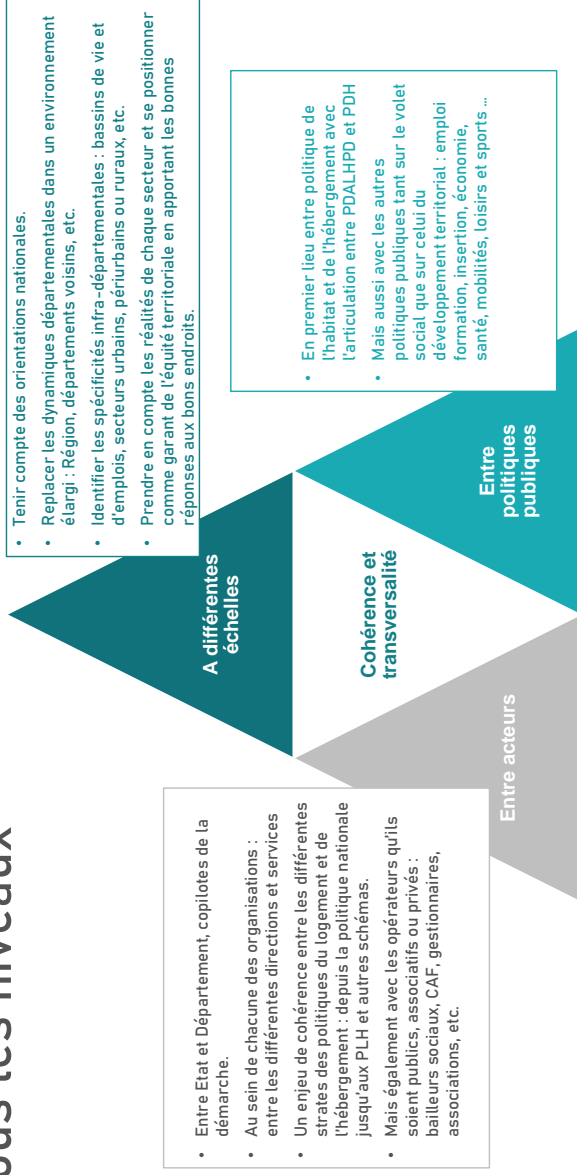 ous les niveaux
• Entre Etat et Département, copilotes de la
démarche.
• Au sein de chacune des organisations :
entre les différentes directions et services
• Un enjeu de cohérence entre les différentes
strates des politiques du logement et de
l'hébergement : depuis la politique nationale
jusqu'aux PLH et autres schémas.
• Mais également avec les opérateurs qu'ils
soient publics, associatifs ou privés :
bailleurs sociaux, CAF, gestionnaires,
associations, etc.
A différentes
échelles
• Tenir compte des orientations nationales.
• Replacer les dynamiques départementales dans un environnement
élargi : Région, départements voisins, etc.
• Identifier les spécificités infra-départementales : bassins de vie et
d'emplois, secteurs urbains, périurbains ou ruraux, etc.
• Prendre en compte les réalités de chaque secteur et se positionner
comme garant de l'équité territoriale en apportant les bonnes
réponses aux bons endroits.
Cohérence et
transversalité
Entre acteurs
Entre
politiques
publiques
• En premier lieu entre politique de
l'habitat et de l'hébergement avec
l'articulation entre PDALHPD et PDH
• Mais aussi avec les autres
politiques publiques tant sur le volet
social que sur celui du
développement territorial : emploi
formation, insertion, économie,
santé, mobilités, loisirs et sports ...